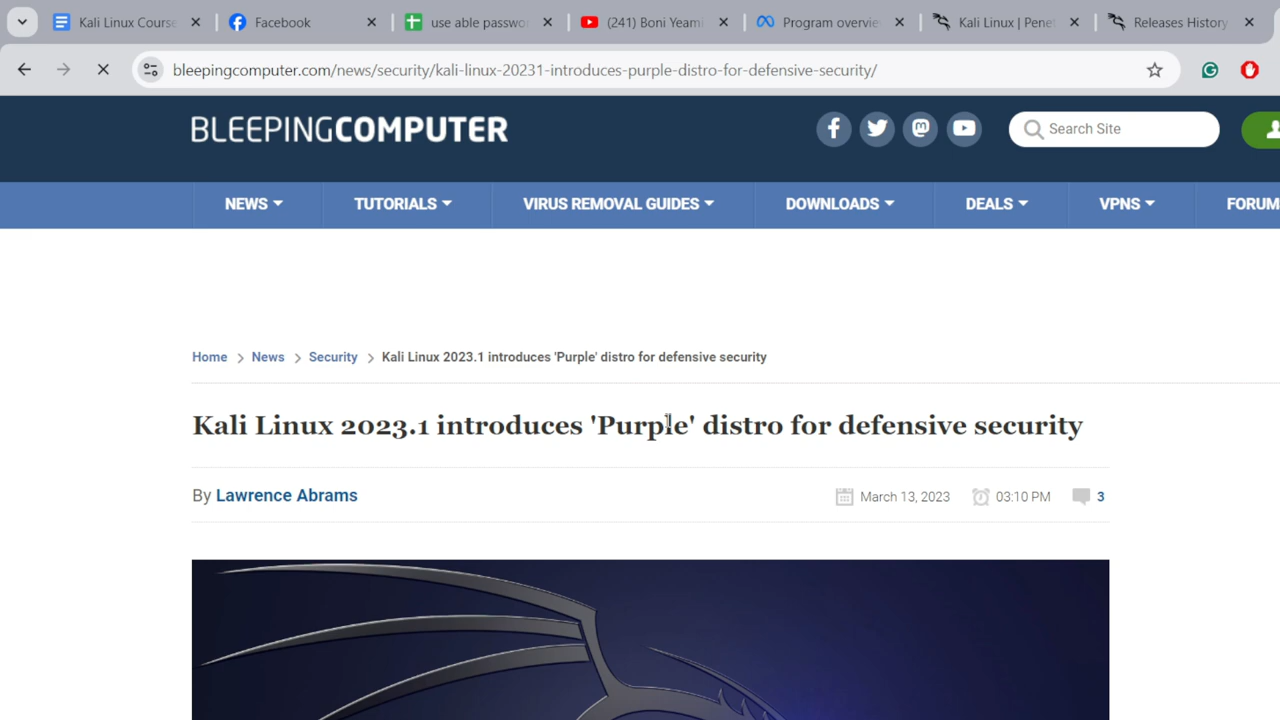 Kali Linux Course
Facebook
use able passwo
(241) Boni Yeami
Program overvie
Kali Linux | Penet
Releases History
bleepingcomputer.com/news/security/kali-linux-20231-introduces-purple-distro-for-defensive-security/
BLEEPINGCOMPUTER
Search Site
NEWS
TUTORIALS
VIRUS REMOVAL GUIDES
DOWNLOADS
DEALS
VPNS
FORUM
Home > News > Security > Kali Linux 2023.1 introduces 'Purple' distro for defensive security
Kali Linux 2023.1 introduces 'Purple' distro for defensive security
By Lawrence Abrams
March 13, 2023
03:10 PM
3